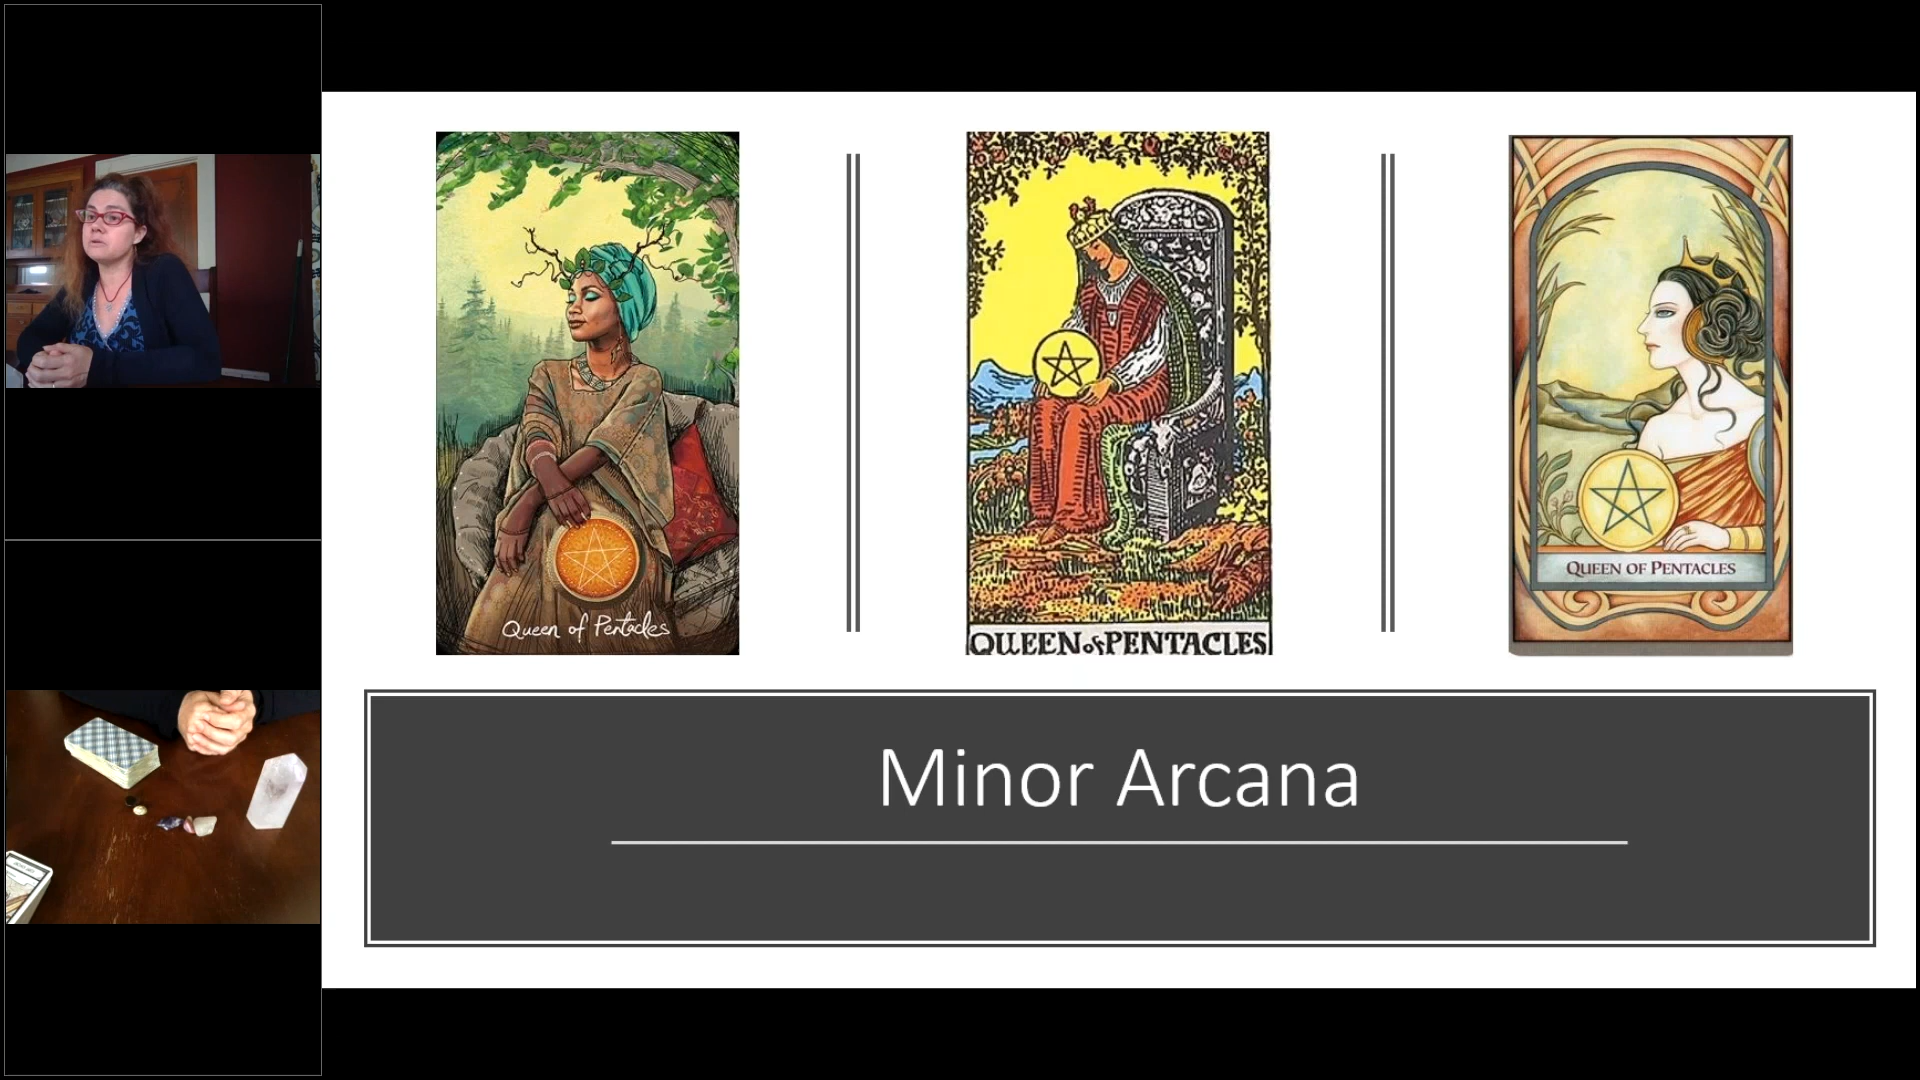 Queen of Pentacles
QUEEN of PENTACLES
QUEEN OF PENTACLES
Minor Arcana